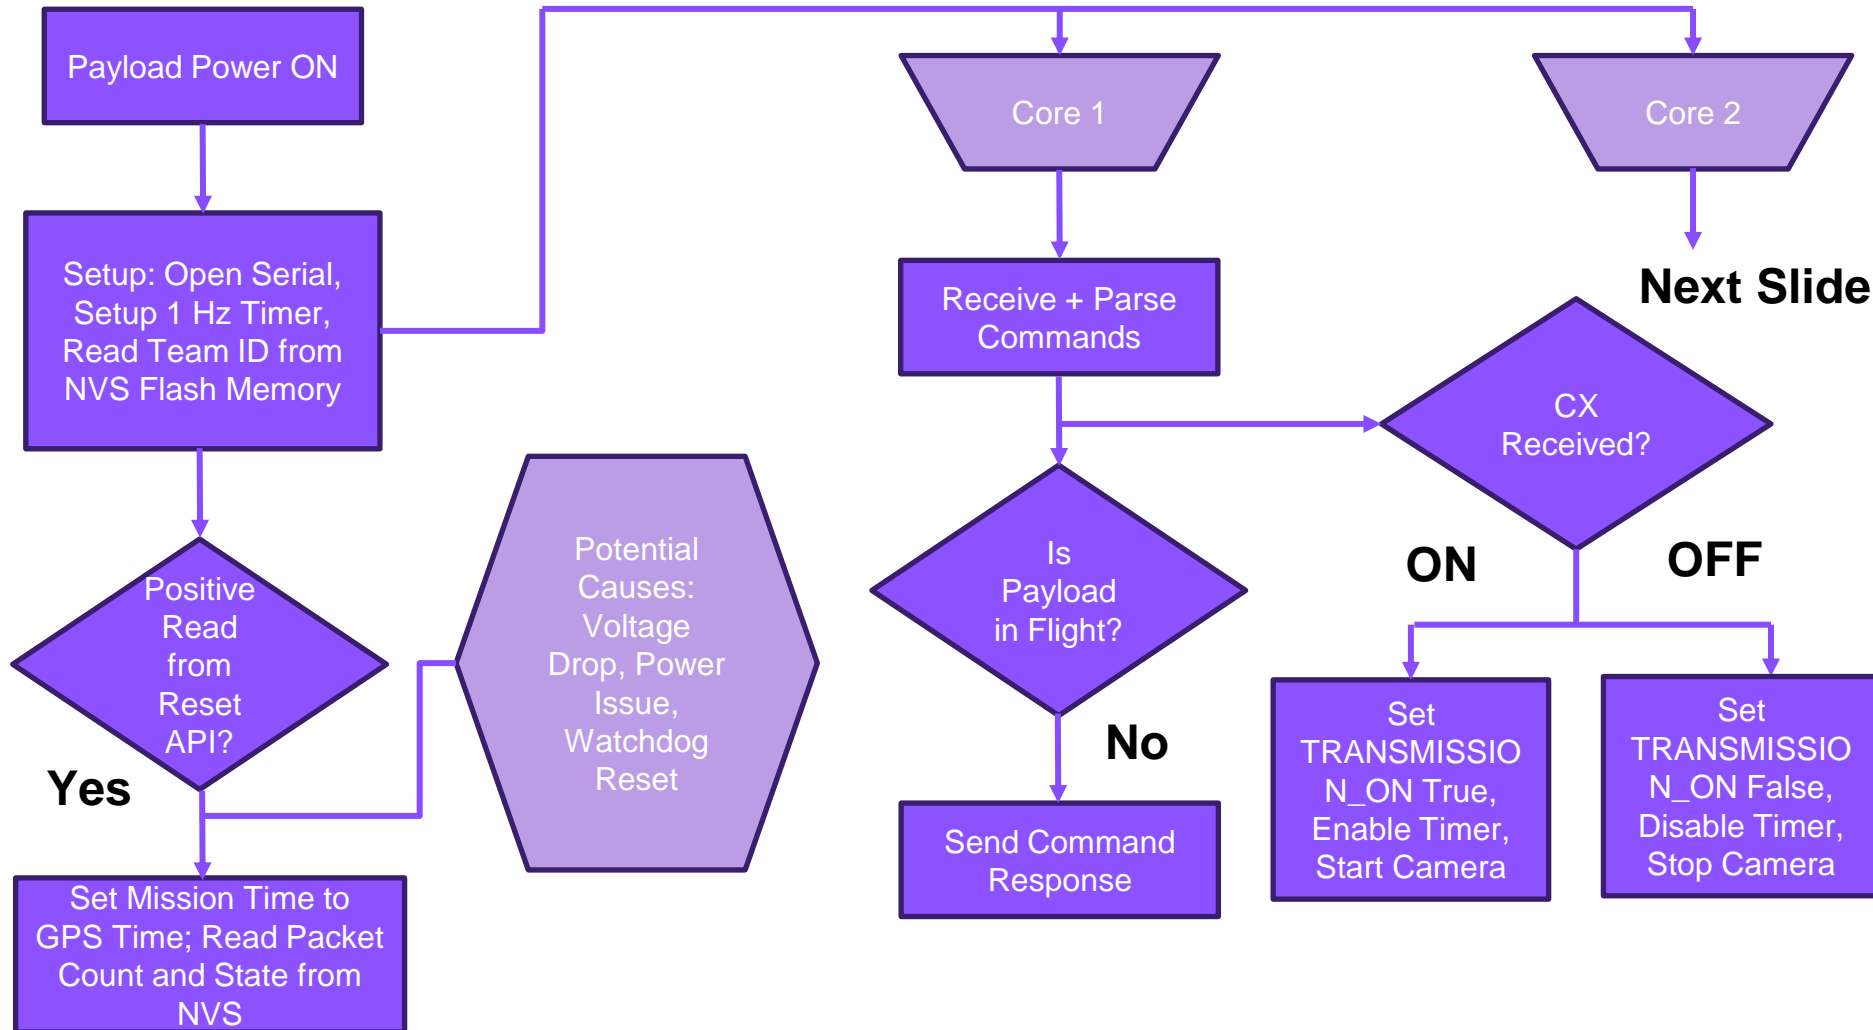 Payload Power ON
Setup: Open Serial,
Setup 1 Hz Timer,
Read Team ID from
NVS Flash Memory
Positive
Read
from
Reset
API?
Yes
Set Mission Time to
GPS Time; Read Packet
Count and State from
NVS
Potential
Causes:
Voltage
Drop, Power
Issue,
Watchdog
Reset
Core 1
Receive + Parse
Commands
Is
Payload
in Flight?
No
Send Command
Response
Core 2
Next Slide
CX
Received?
ON
OFF
Set
TRANSMISSIO
N_ON True,
Enable Timer,
Start Camera
Set
TRANSMISSIO
N_ON False,
Disable Timer,
Stop Camera